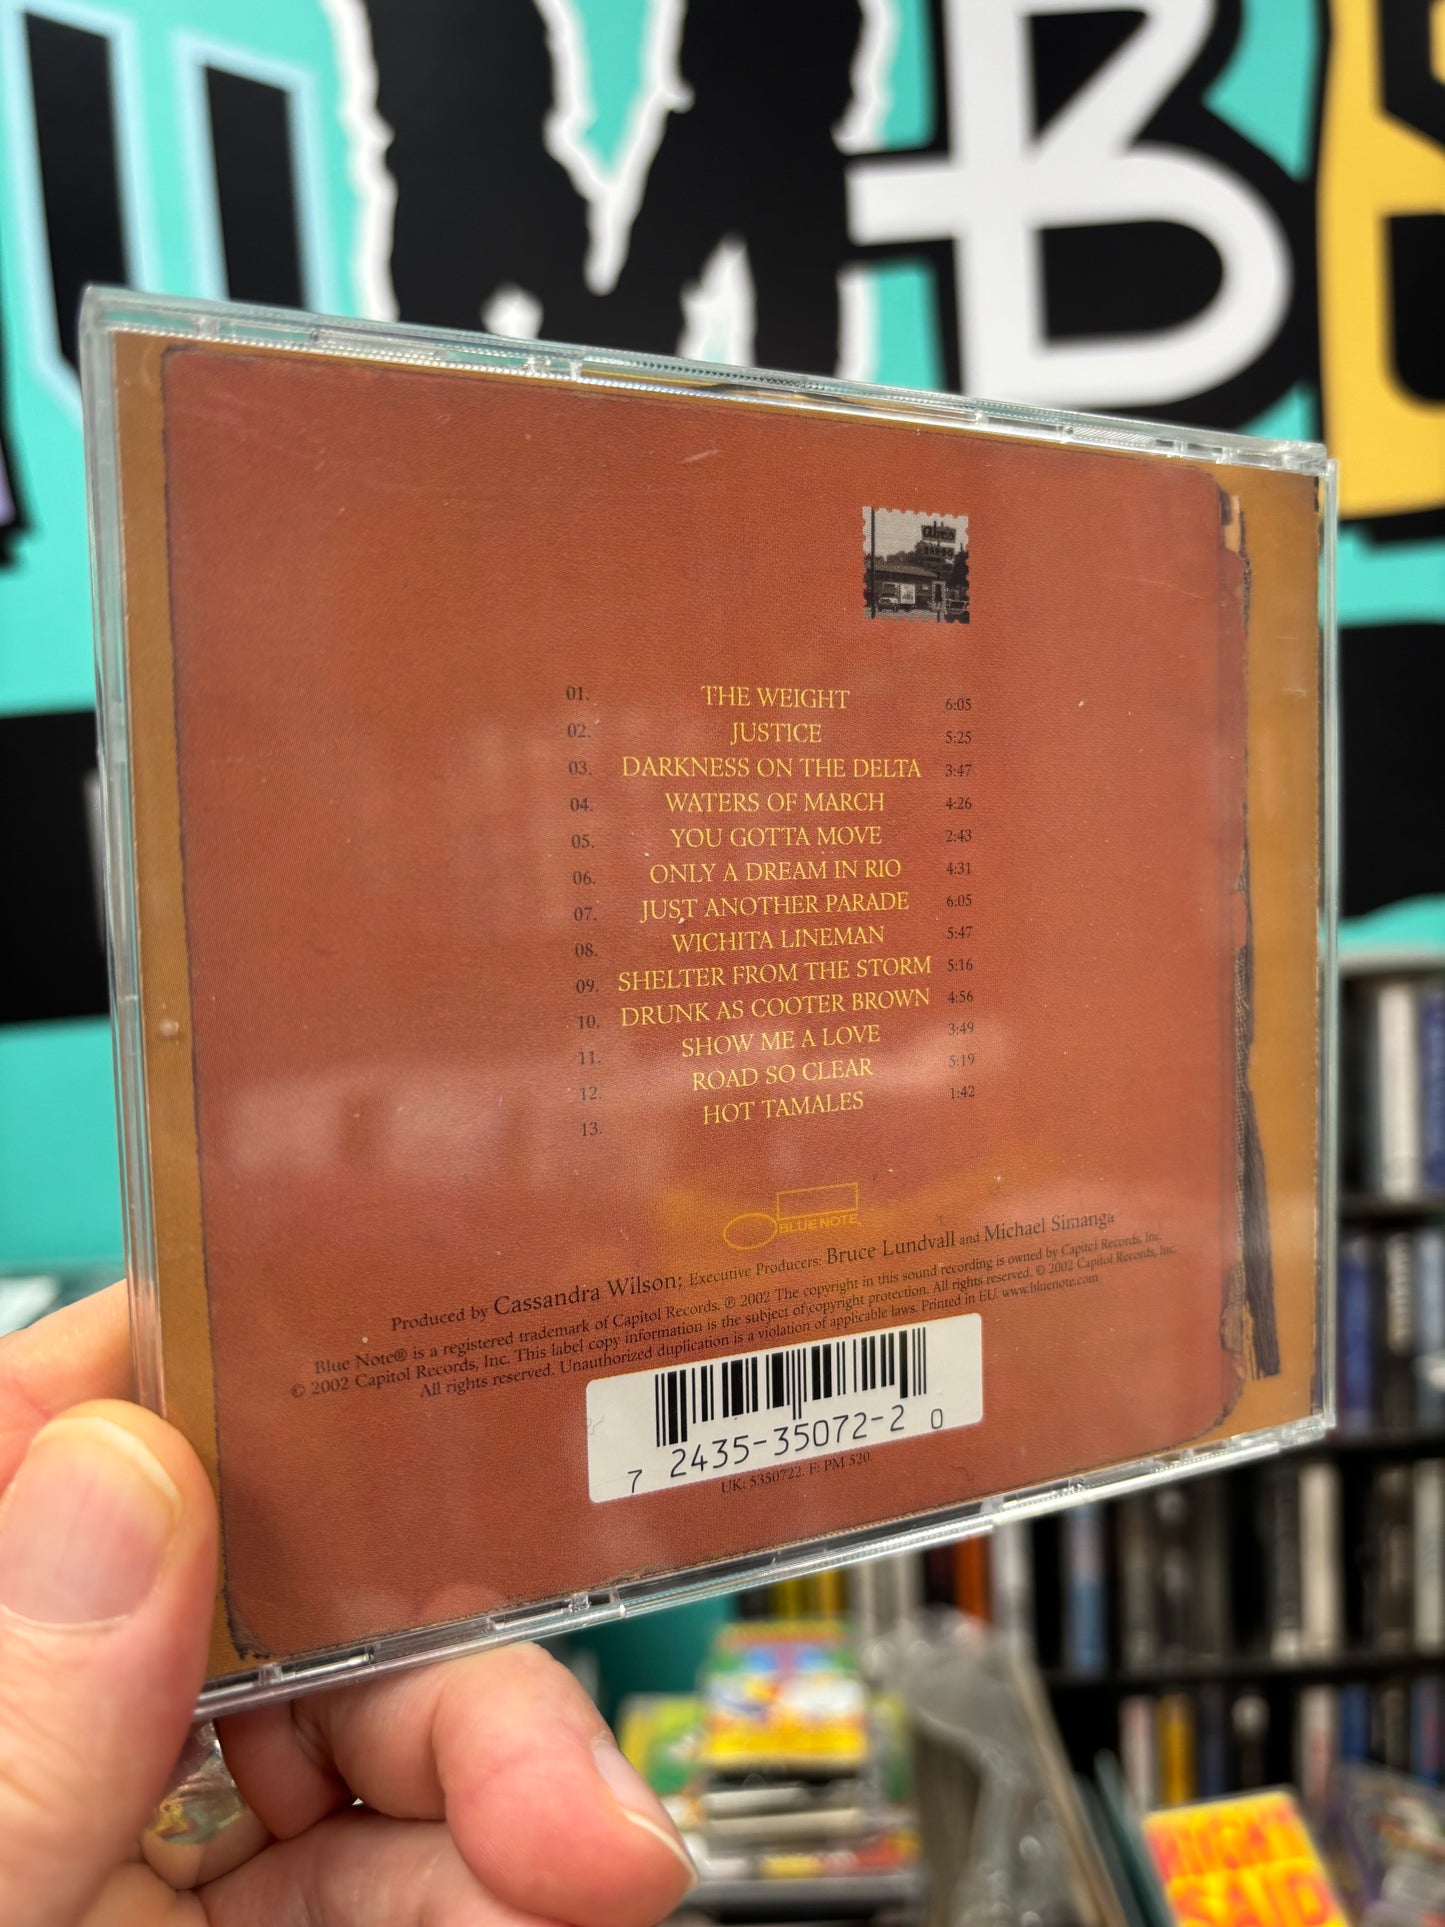 abe's
BAR-B-Q
01. THE WEIGHT 6:05
02. JUSTICE 5:25
03. DARKNESS ON THE DELTA 3:47
04. WATERS OF MARCH 4:26
05. YOU GOTTA MOVE 2:43
06. ONLY A DREAM IN RIO 4:31
07. JUST ANOTHER PARADE 6:05
08. WICHITA LINEMAN 5:47
09. SHELTER FROM THE STORM 5:16
10. DRUNK AS COOTER BROWN 4:56
11. SHOW ME A LOVE 3:49
12. ROAD SO CLEAR 5:19
13. HOT TAMALES 1:42
BLUE NOTE
Produced by Cassandra Wilson; Executive Producers: Bruce Lundvall and Michael Simanga
Blue Note® is a registered trademark of Capitol Records. ℗ 2002 The copyright in this sound recording is owned by Capitol Records, Inc.
© 2002 Capitol Records, Inc. This label copy information is the subject of copyright protection. All rights reserved. © 2002 Capitol Records, Inc.
All rights reserved. Unauthorized duplication is a violation of applicable laws. Printed in EU. www.bluenote.com
7 2435-35072-2 0
UK: 5350722. F: PM 520.
SAID